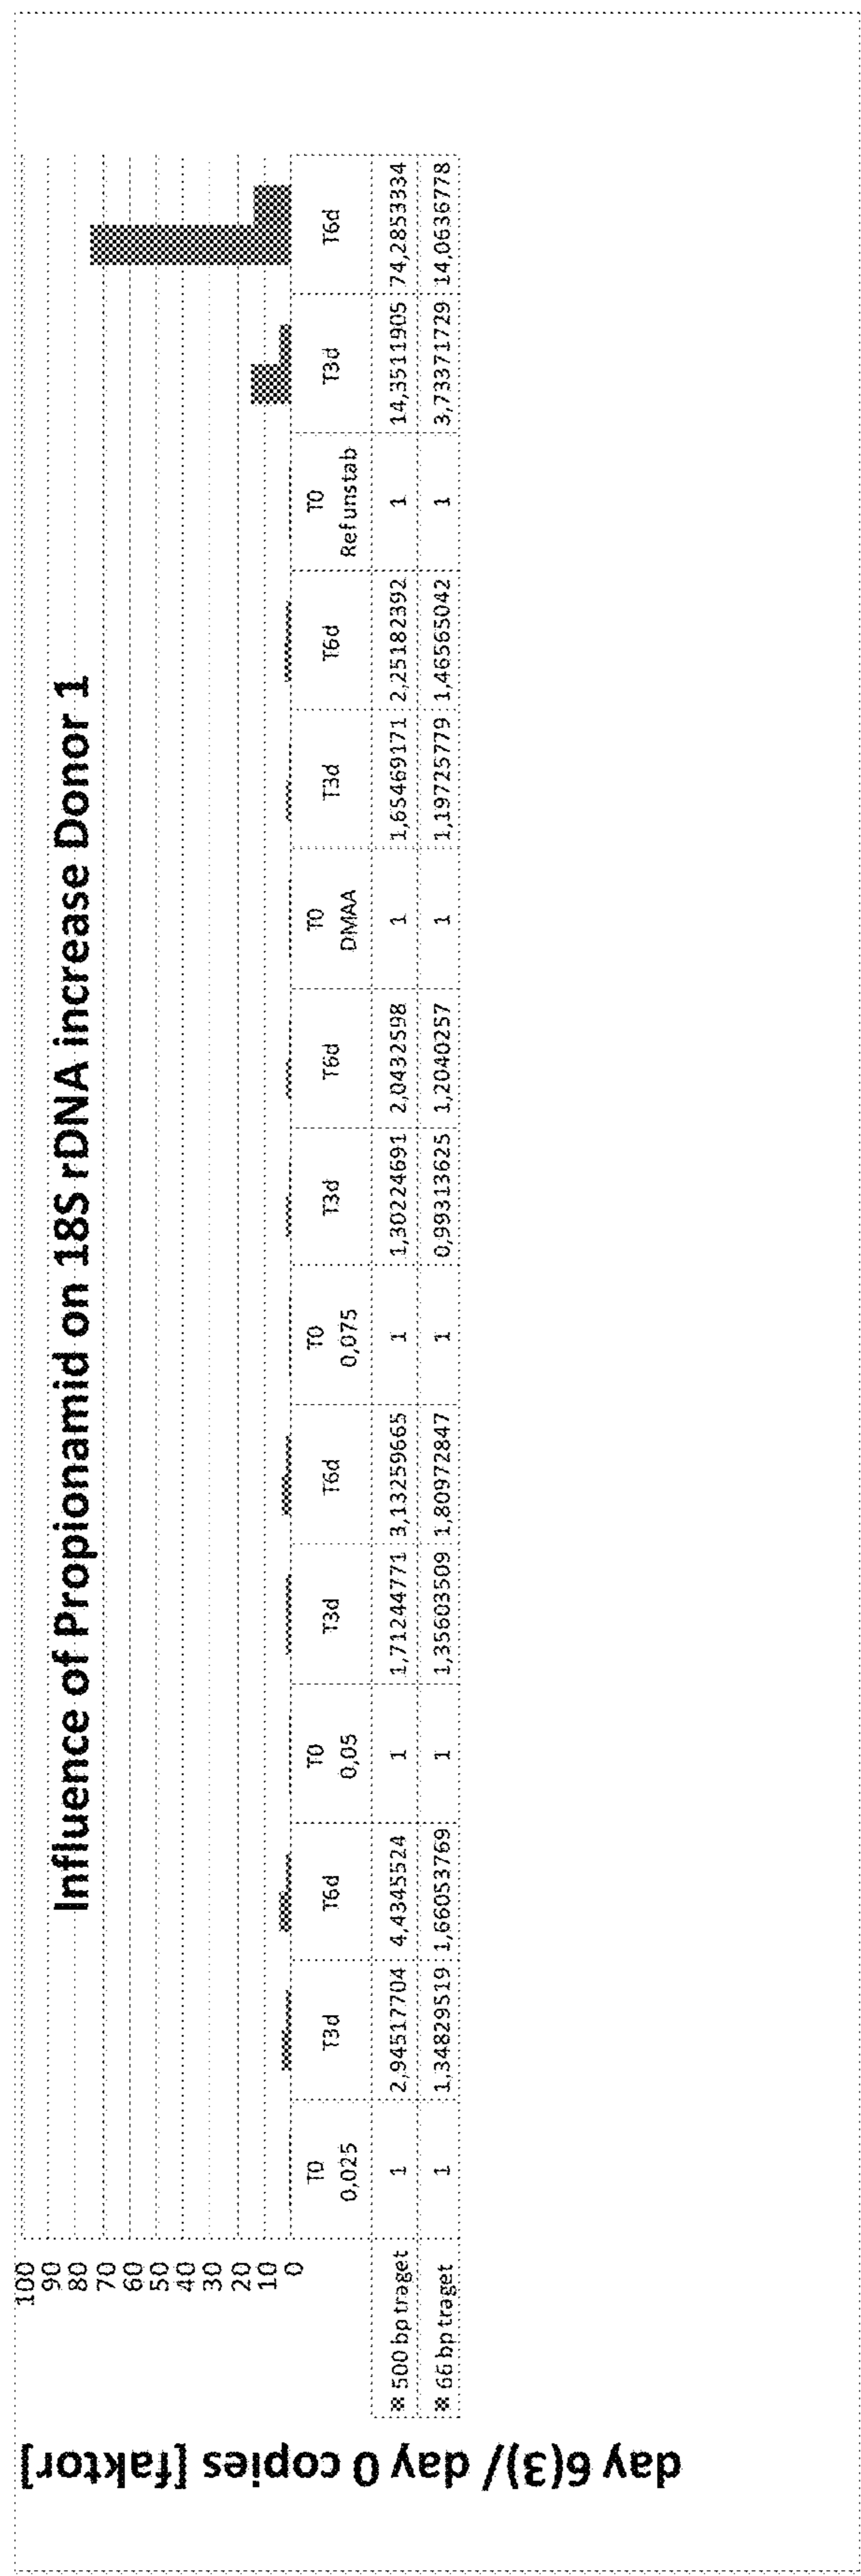 Influence of Propionamid on 18S rDNA increase Donor 1
day 6(3)/ day 0 copies [faktor]
100
90
80
70
60
50
40
30
20
10
0
T0 T3d T6d T0 T3d T6d T0 T3d T6d T0 T3d T6d T0 T3d T6d
0,025 0,05 0,075 DMAA Ref unstab
500 bp traget 1 2,94517704 4,4345524 1 1,71244771 3,13259665 1 1,30224691 2,0432598 1 1,65469171 2,25182392 1 14,3511905 74,2853334
66 bp traget 1 1,34829519 1,66053769 1 1,35603509 1,80972847 1 0,99313625 1,2040257 1 1,19725779 1,46565042 1 3,73371729 14,0636778